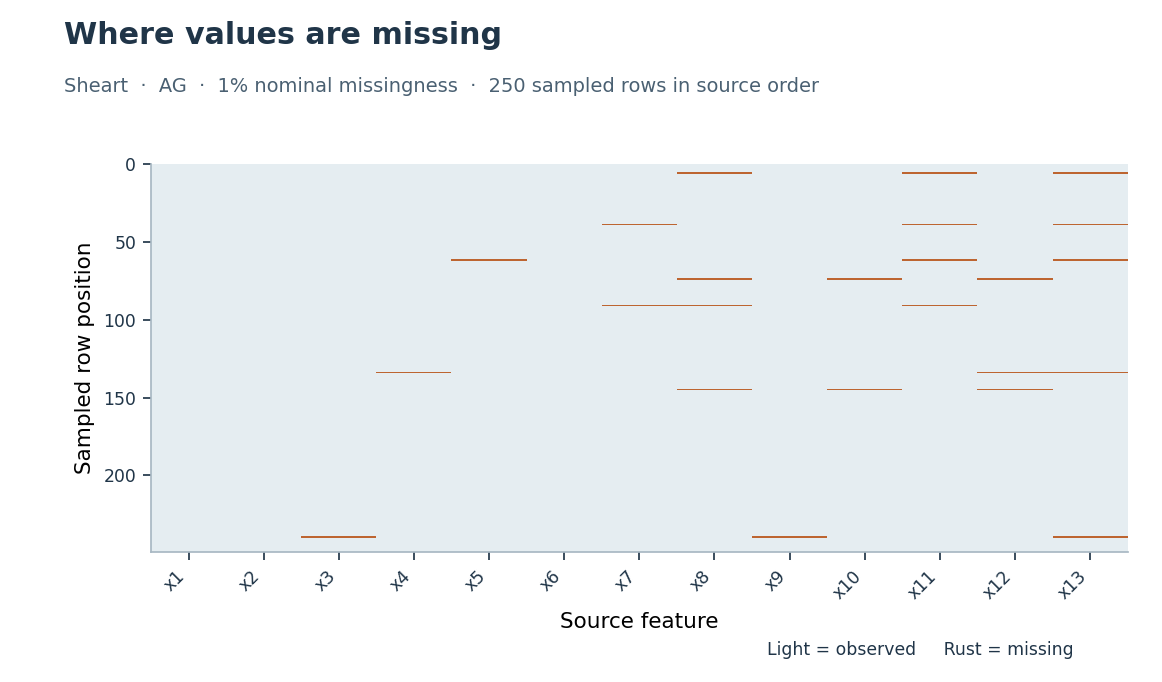 Where values are missing
Sheart · AG · 1% nominal missingness · 250 sampled rows in source order
0
50
100
150
200
Sampled row position
x1 x2 x3 x4 x5 x6 x7 x8 x9 x10 x11 x12 x13
Source feature
Light = observed Rust = missing